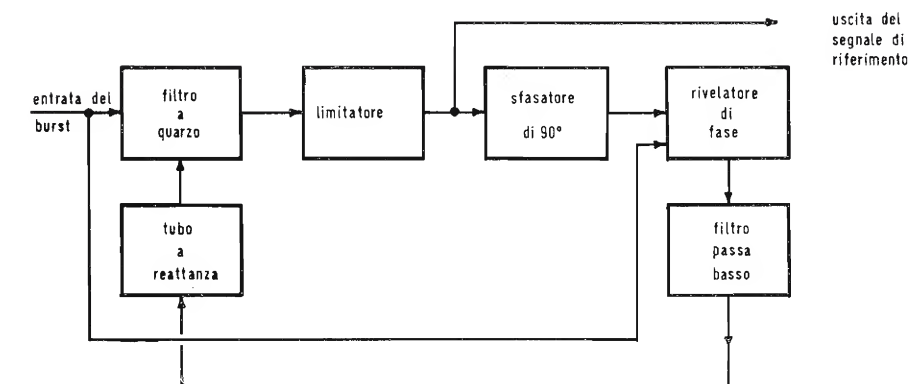 uscita del
segnale di
riferimento
entrata del
burst
filtro
a
quarzo
limitatore
sfasatore
di 90°
rivelatore
di
fase
tubo
a
reattanza
filtro
passa
basso